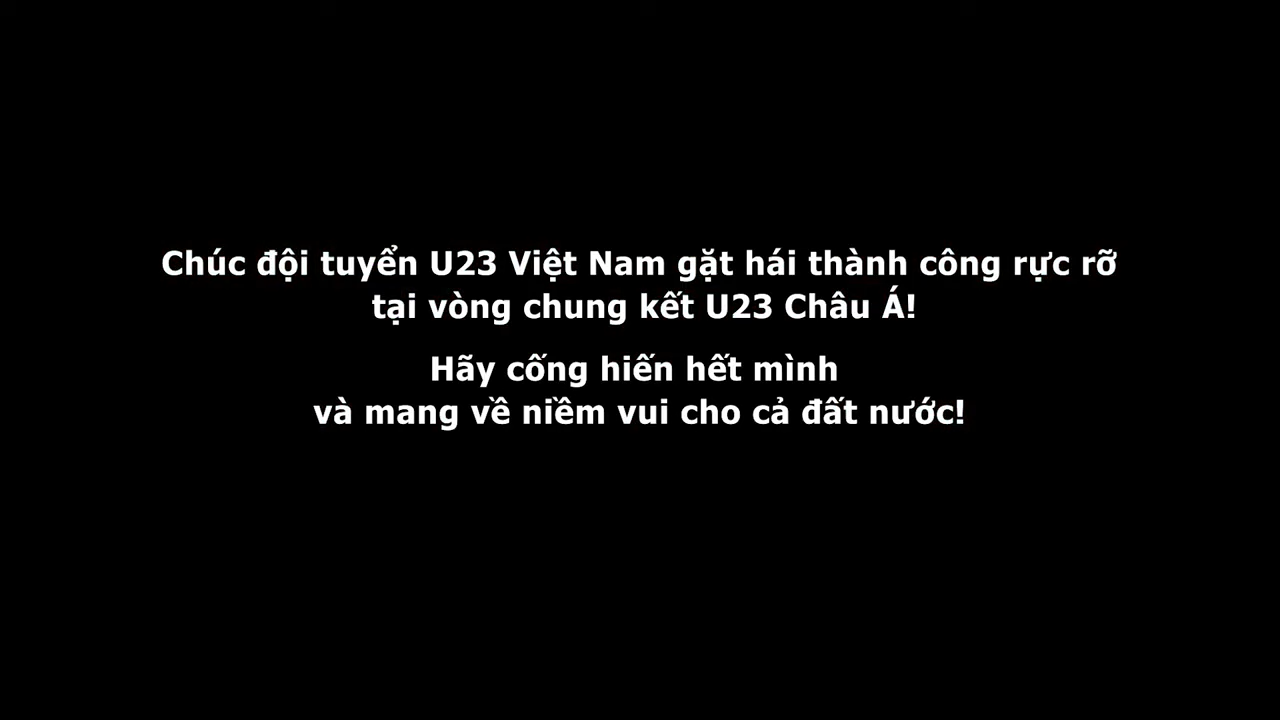 Chúc đội tuyển U23 Việt Nam gặt hái thành công rực rỡ
tại vòng chung kết U23 Châu Á!
Hãy cống hiến hết mình
và mang về niềm vui cho cả đất nước!